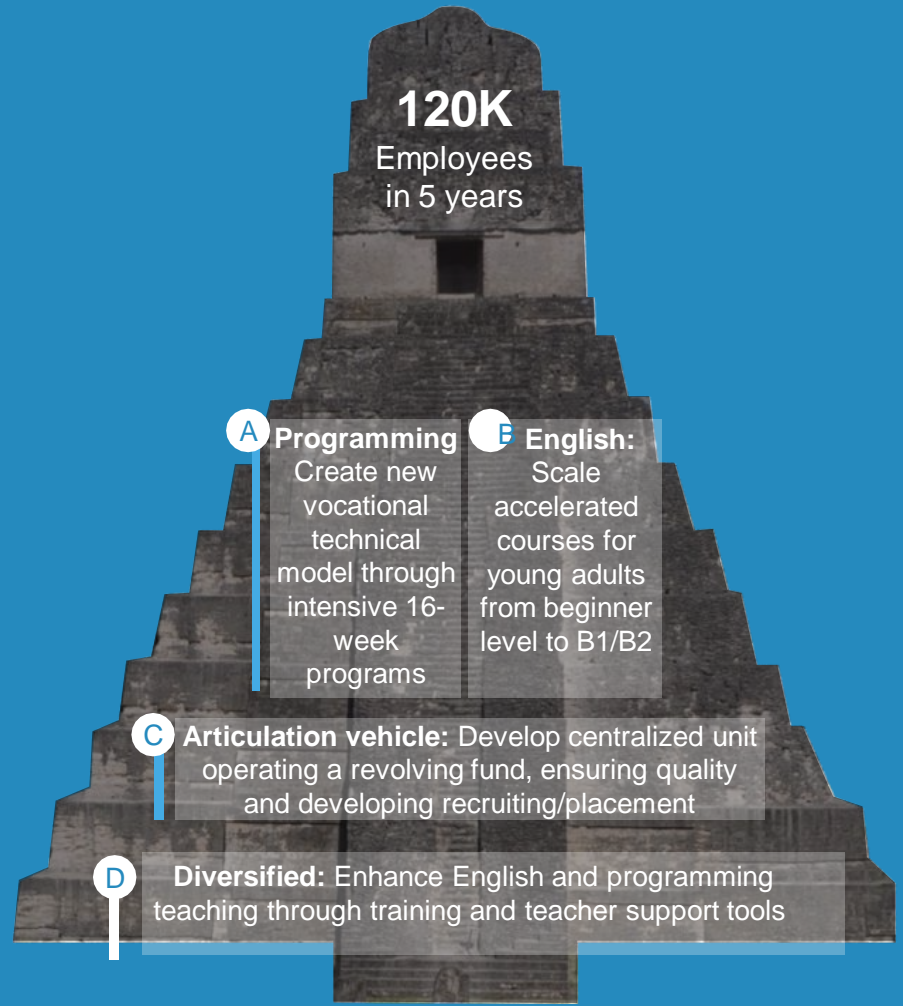 120K
Employees
in 5 years
A
Programming
Create new
vocational
technical
model through
intensive 16-
week
programs
B
English:
Scale
accelerated
courses for
young adults
from beginner
level to B1/B2
C
Articulation vehicle: Develop centralized unit
operating a revolving fund, ensuring quality
and developing recruiting/placement
D
Diversified: Enhance English and programming
teaching through training and teacher support tools